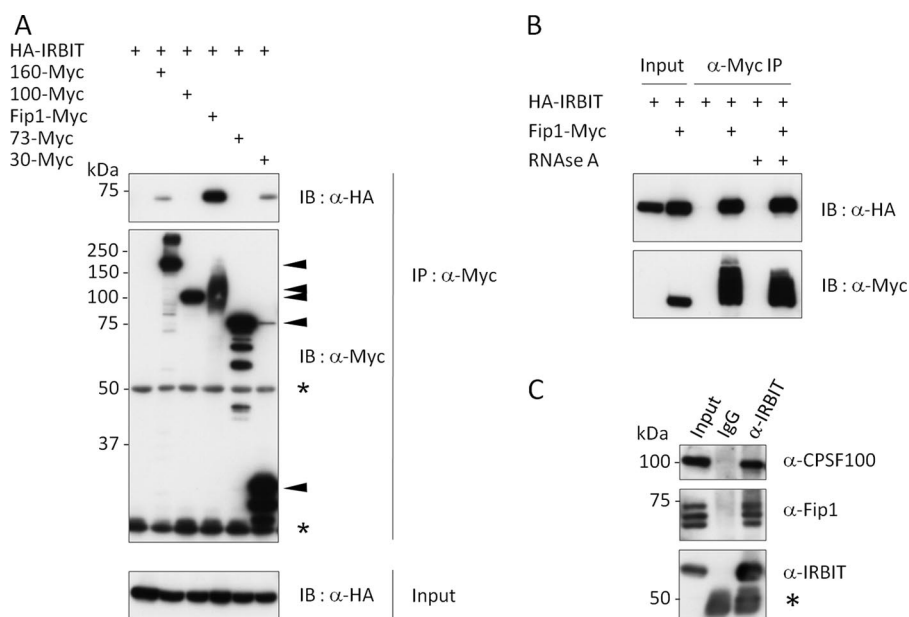 A
HA-IRBIT + + + + + +
160-Myc +
100-Myc +
Fip1-Myc +
73-Myc +
30-Myc +
kDa
75
IB : α-HA
250
150
100
75
50
37
IB : α-Myc
*
*
IP : α-Myc
IB : α-HA
Input
B
Input α-Myc IP
HA-IRBIT + + + + + +
Fip1-Myc + + +
RNAse A + +
IB : α-HA
IB : α-Myc
C
Input IgG α-IRBIT
kDa
100
α-CPSF100
75
α-Fip1
α-IRBIT
50
*